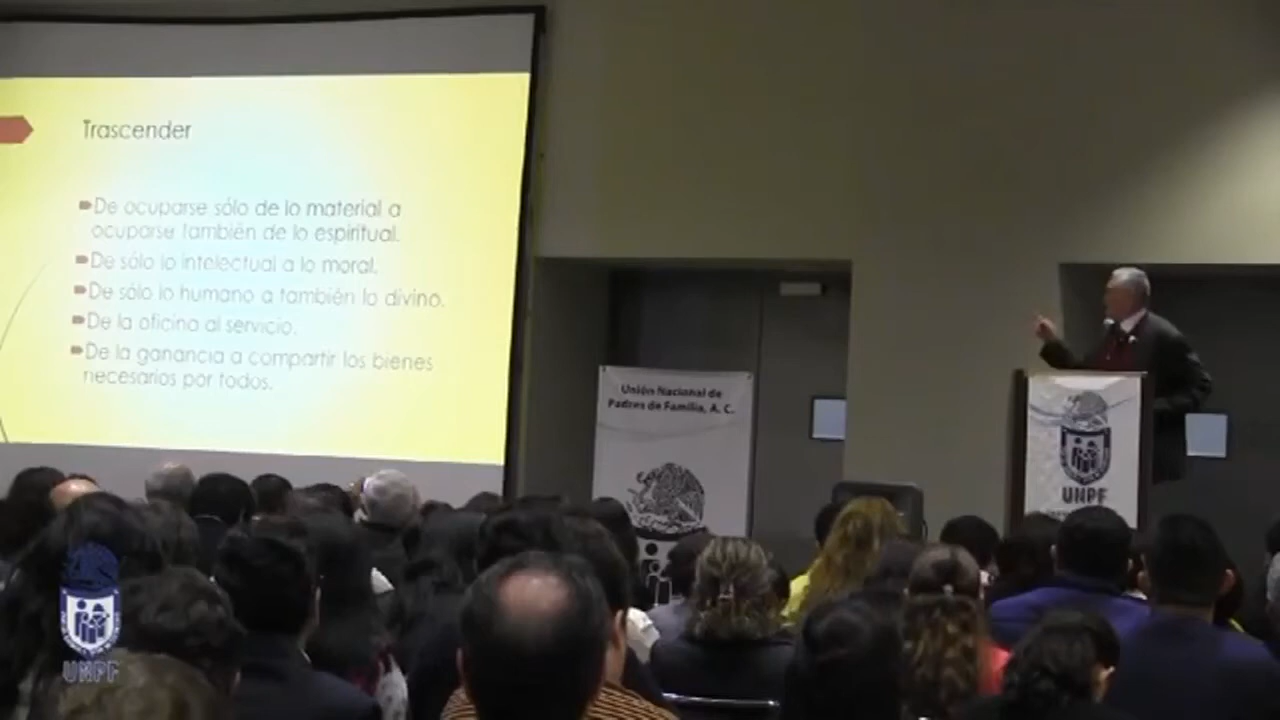 Trascender
De ocuparse sólo de lo material a
ocuparse también de lo espiritual.
De sólo lo intelectual a lo moral.
De sólo lo humano a también lo divino.
De la oficina al servicio.
De la ganancia a compartir los bienes
necesarios por todos.
Unión Nacional de
Padres de Familia, A. C.
UNPF
UNPF